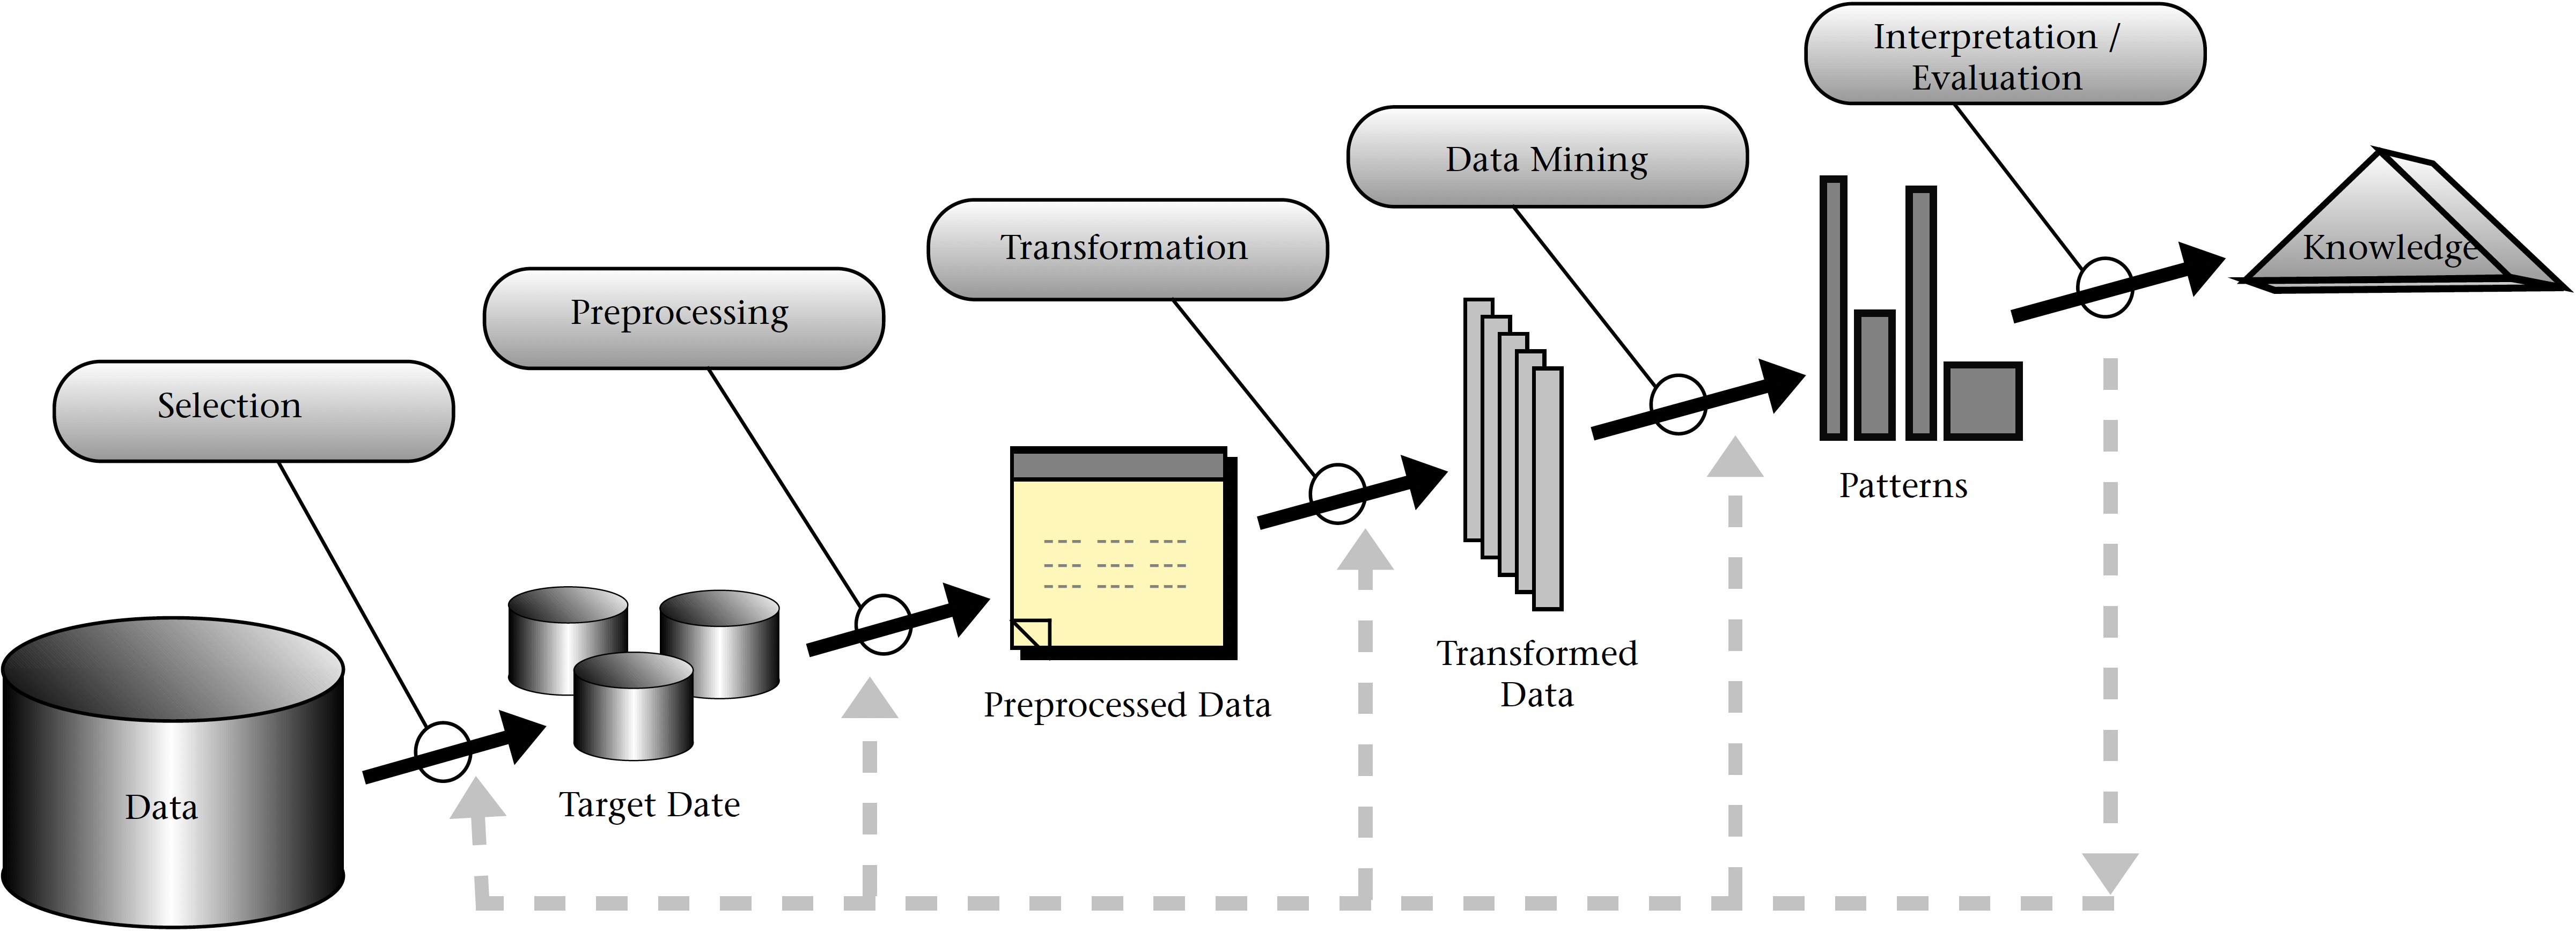 Interpretation /
Evaluation
Data Mining
Knowledge
Transformation
Preprocessing
Selection
Patterns
Transformed
Data
Preprocessed Data
Target Date
Data